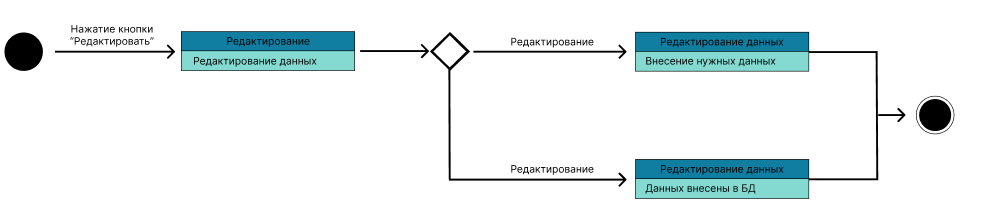 Нажатие кнопки
“Редактировать”
Редактирование
Редактирование данных
Редактирование
Редактирование данных
Внесение нужных данных
Редактирование
Редактирование данных
Данных внесены в БД